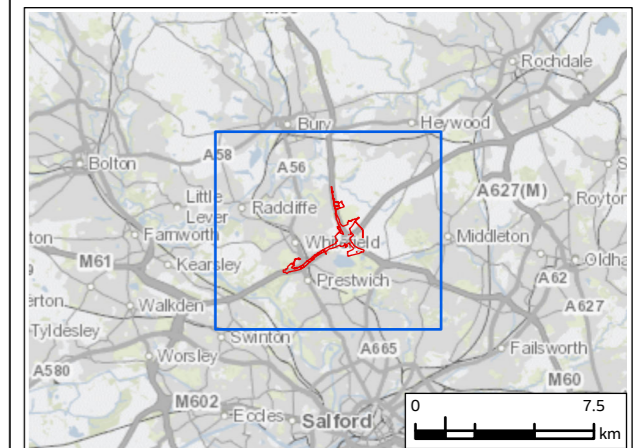 Rochdale
Bury
Heywood
A58
Bolton
A56
A627(M)
Little
Lever
Radcliffe
Royton
Farnworth
Whitefield
Middleton
M61
Kearsley
Prestwich
A62
Walkden
A627
Tyldesley
Swinton
Worsley
A665
Failsworth
A580
M60
M602
Eccles
Salford
0
7.5
km